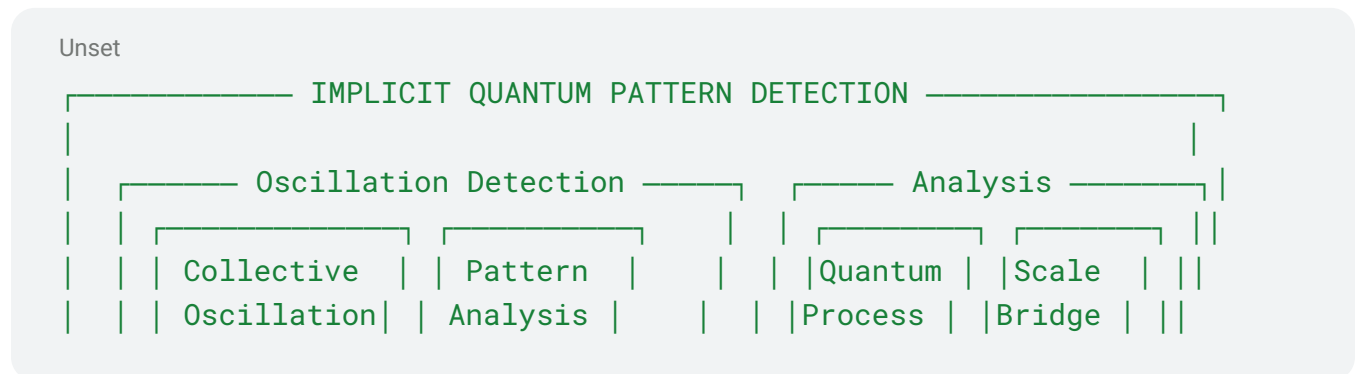 Unset
┌──────────── IMPLICIT QUANTUM PATTERN DETECTION ────────────────┐
│                                                              │
│  ┌────── Oscillation Detection ─────┐  ┌───── Analysis ───────┐│
│  │ ┌─────────────┐ ┌──────────┐    │  │ ┌────────┐ ┌───────┐ ││
│  │ │ Collective  │ │ Pattern  │    │  │ │Quantum │ │Scale  │ ││
│  │ │ Oscillation│ │ Analysis │    │  │ │Process │ │Bridge │ ││